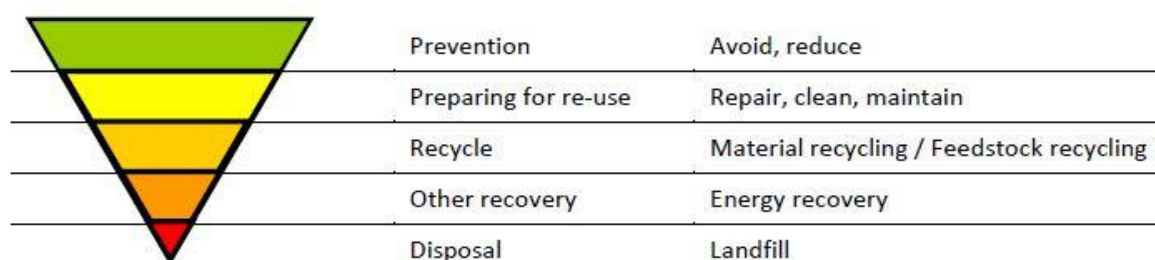 Prevention Avoid, reduce
Preparing for re-use Repair, clean, maintain
Recycle Material recycling / Feedstock recycling
Other recovery Energy recovery
Disposal Landfill